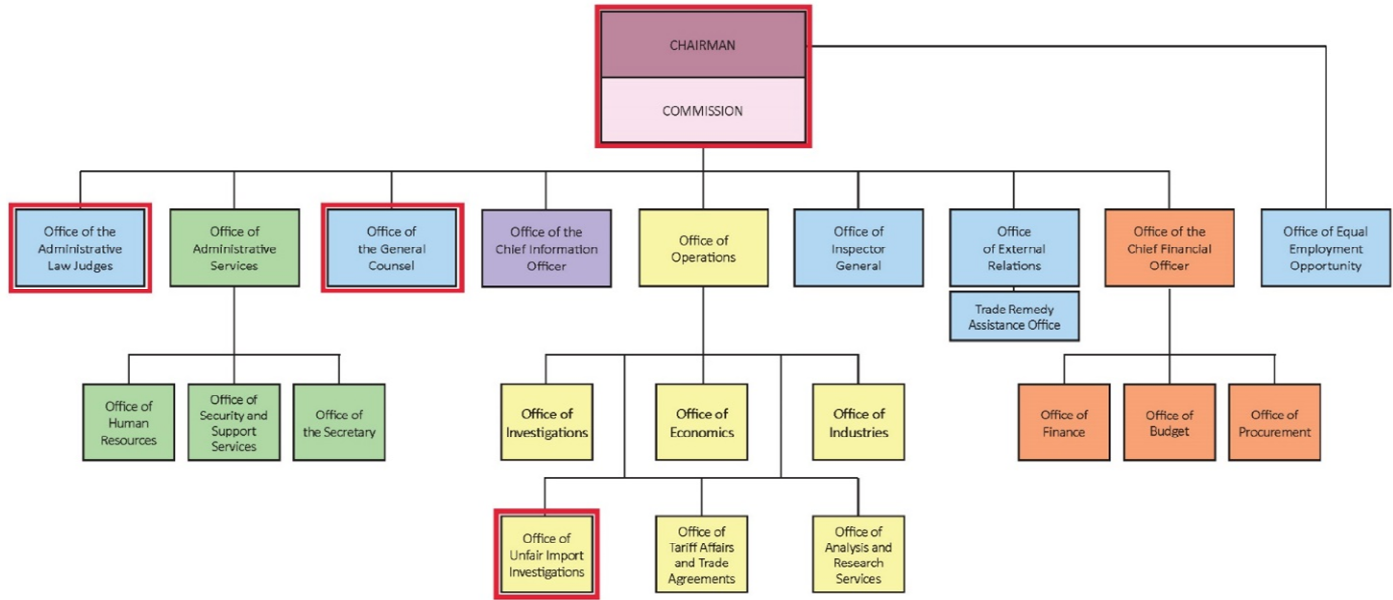 CHAIRMAN
COMMISSION
Office of the
Administrative
Law Judges
Office of
Administrative
Services
Office of
the General
Counsel
Office of the
Chief Information
Officer
Office of
Operations
Office of
Inspector
General
Office
of External
Relations
Office of the
Chief Financial
Officer
Office of Equal
Employment
Opportunity
Trade Remedy
Assistance Office
Office of
Human
Resources
Office of
Security and
Support
Services
Office of
the Secretary
Office of
Investigations
Office of
Economics
Office of
Industries
Office of
Finance
Office of
Budget
Office of
Procurement
Office of
Unfair Import
Investigations
Office of
Tariff Affairs
and Trade
Agreements
Office of
Analysis and
Research
Services